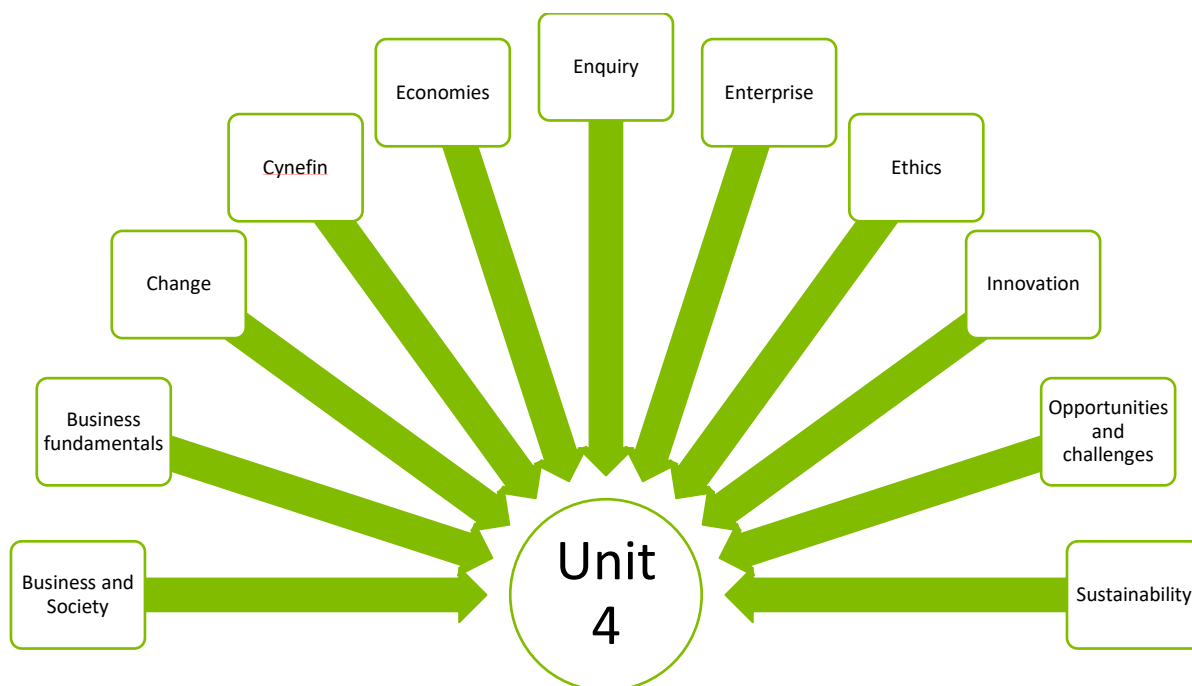 Business and
Society
Business
fundamentals
Change
Cynefin
Economies
Enquiry
Enterprise
Ethics
Innovation
Opportunities
and
challenges
Sustainability
Unit
4